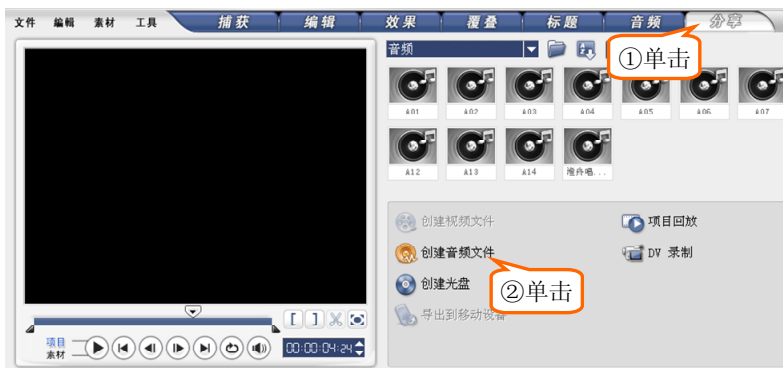 文件 编辑 素材 工具 捕获 编辑 效果 覆叠 标题 音频 分享
音频
①单击
A01 A02 A03 A04 A05 A06 A07
A12 A13 A14 渔舟唱...
创建视频文件 项目回放
创建音频文件 DV 录制
创建光盘
②单击
导出到移动设备
[ ]
项目
素材
00:00:04:24